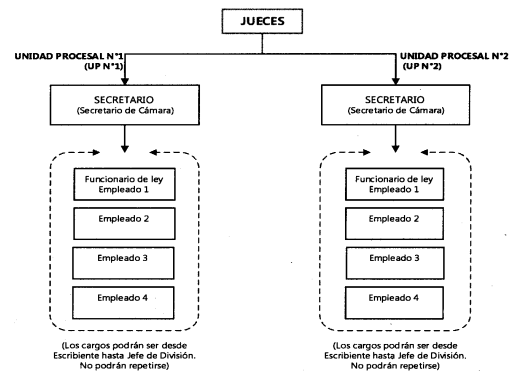 JUECES
UNIDAD PROCESAL N°1
(UP N°1)
SECRETARIO
(Secretario de Cámara)
Funcionario de ley
Empleado 1
Empleado 2
Empleado 3
Empleado 4
(Los cargos podrán ser desde
Escribiente hasta Jefe de División.
No podrán repetirse)
UNIDAD PROCESAL N°2
(UP N°2)
SECRETARIO
(Secretario de Cámara)
Funcionario de ley
Empleado 1
Empleado 2
Empleado 3
Empleado 4
(Los cargos podrán ser desde
Escribiente hasta Jefe de División.
No podrán repetirse)